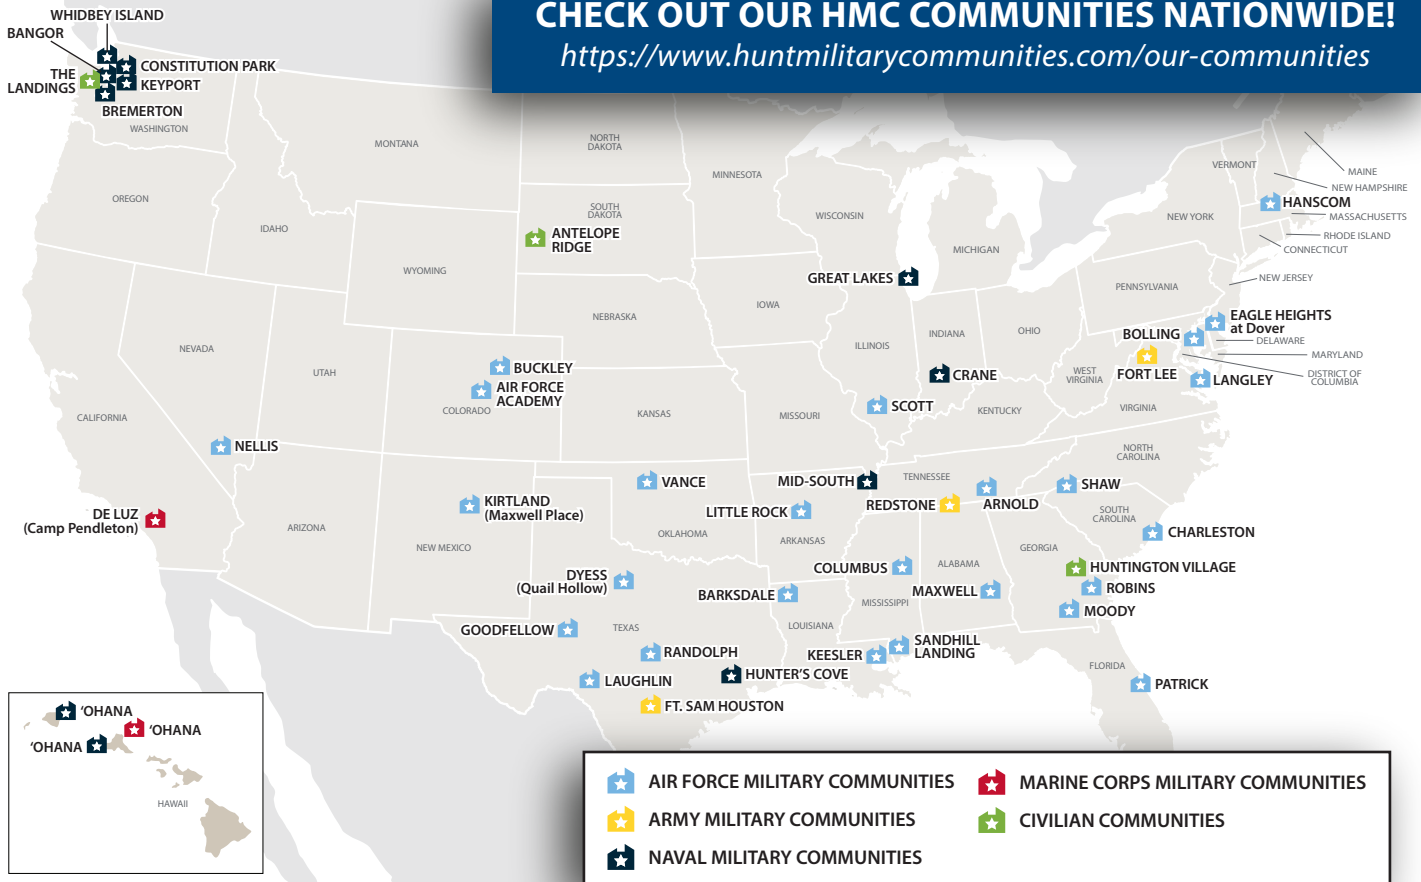 CHECK OUT OUR HMC COMMUNITIES NATIONWIDE!
https://www.huntmilitarycommunities.com/our-communities
WHIDBEY ISLAND
BANGOR
CONSTITUTION PARK
THE
LANDINGS
KEYPORT
BREMERTON
WASHINGTON
MONTANA
NORTH
DAKOTA
MINNESOTA
VERMONT
MAINE
NEW HAMPSHIRE
OREGON
IDAHO
SOUTH
DAKOTA
WISCONSIN
NEW YORK
HANSCOM
MASSACHUSETTS
ANTELOPE
RIDGE
MICHIGAN
RHODE ISLAND
CONNECTICUT
WYOMING
GREAT LAKES
PENNSYLVANIA
NEW JERSEY
IOWA
NEBRASKA
NEVADA
ILLINOIS
INDIANA
OHIO
EAGLE HEIGHTS
at Dover
BOLLING
DELAWARE
MARYLAND
UTAH
BUCKLEY
AIR FORCE
ACADEMY
COLORADO
CRANE
WEST
VIRGINIA
FORT LEE
LANGLEY
DISTRICT OF
COLUMBIA
CALIFORNIA
KANSAS
MISSOURI
SCOTT
KENTUCKY
VIRGINIA
NELLIS
NORTH
CAROLINA
VANCE
MID-SOUTH
TENNESSEE
SHAW
KIRTLAND
(Maxwell Place)
LITTLE ROCK
REDSTONE
ARNOLD
DE LUZ
(Camp Pendleton)
ARIZONA
NEW MEXICO
OKLAHOMA
ARKANSAS
SOUTH
CAROLINA
CHARLESTON
GEORGIA
COLUMBUS
ALABAMA
HUNTINGTON VILLAGE
DYESS
(Quail Hollow)
BARKSDALE
MISSISSIPPI
MAXWELL
ROBINS
MOODY
GOODFELLOW
TEXAS
LOUISIANA
RANDOLPH
KEESLER
SANDHILL
LANDING
FLORIDA
LAUGHLIN
HUNTER'S COVE
PATRICK
FT. SAM HOUSTON
'OHANA
'OHANA
'OHANA
HAWAII
AIR FORCE MILITARY COMMUNITIES
MARINE CORPS MILITARY COMMUNITIES
ARMY MILITARY COMMUNITIES
CIVILIAN COMMUNITIES
NAVAL MILITARY COMMUNITIES